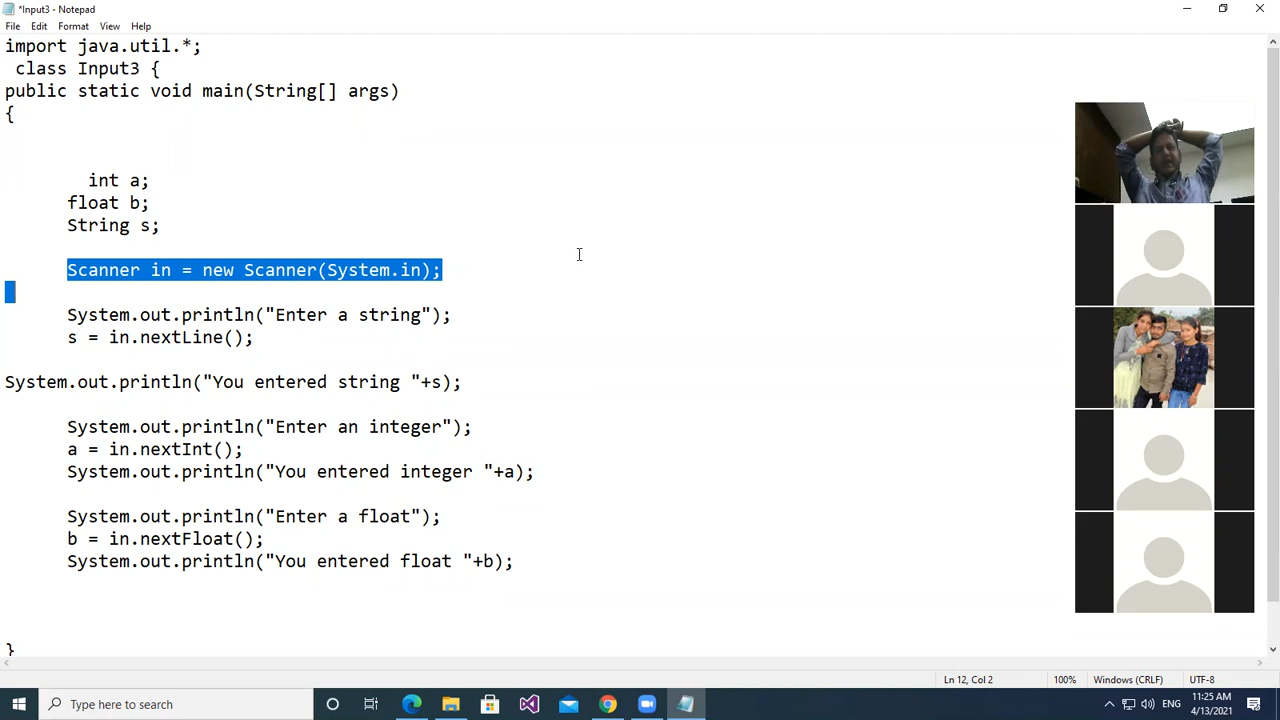 *Input3 - Notepad
File Edit Format View Help
import java.util.*;
class Input3 {
public static void main(String[] args)
{
int a;
float b;
String s;
Scanner in = new Scanner(System.in);
System.out.println("Enter a string");
s = in.nextLine();
System.out.println("You entered string "+s);
System.out.println("Enter an integer");
a = in.nextInt();
System.out.println("You entered integer "+a);
System.out.println("Enter a float");
b = in.nextFloat();
System.out.println("You entered float "+b);
}
Ln 12, Col 2 100% Windows (CRLF) UTF-8
Type here to search
ENG
11:25 AM
4/13/2021